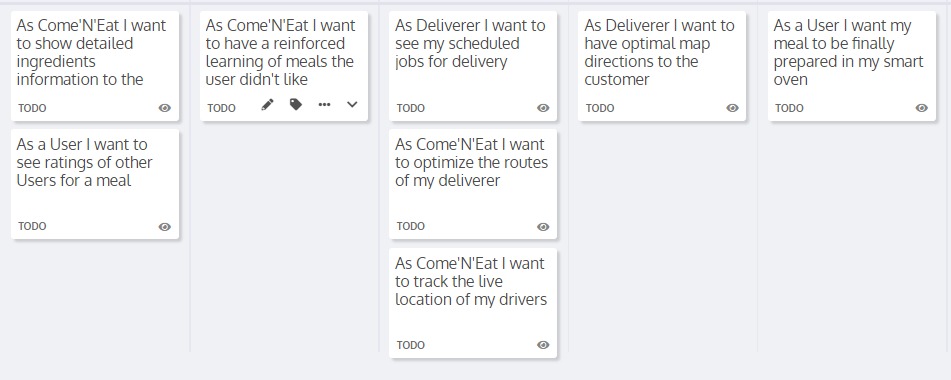 As Come'N'Eat I want
to show detailed
ingredients
information to the
TODO
As a User I want to
see ratings of other
Users for a meal
TODO
As Come'N'Eat I want
to have a reinforced
learning of meals the
user didn't like
TODO
As Deliverer I want to
see my scheduled
jobs for delivery
TODO
As Come'N'Eat I want
to optimize the routes
of my deliverer
TODO
As Come'N'Eat I want
to track the live
location of my drivers
TODO
As Deliverer I want to
have optimal map
directions to the
customer
TODO
As a User I want my
meal to be finally
prepared in my smart
oven
TODO